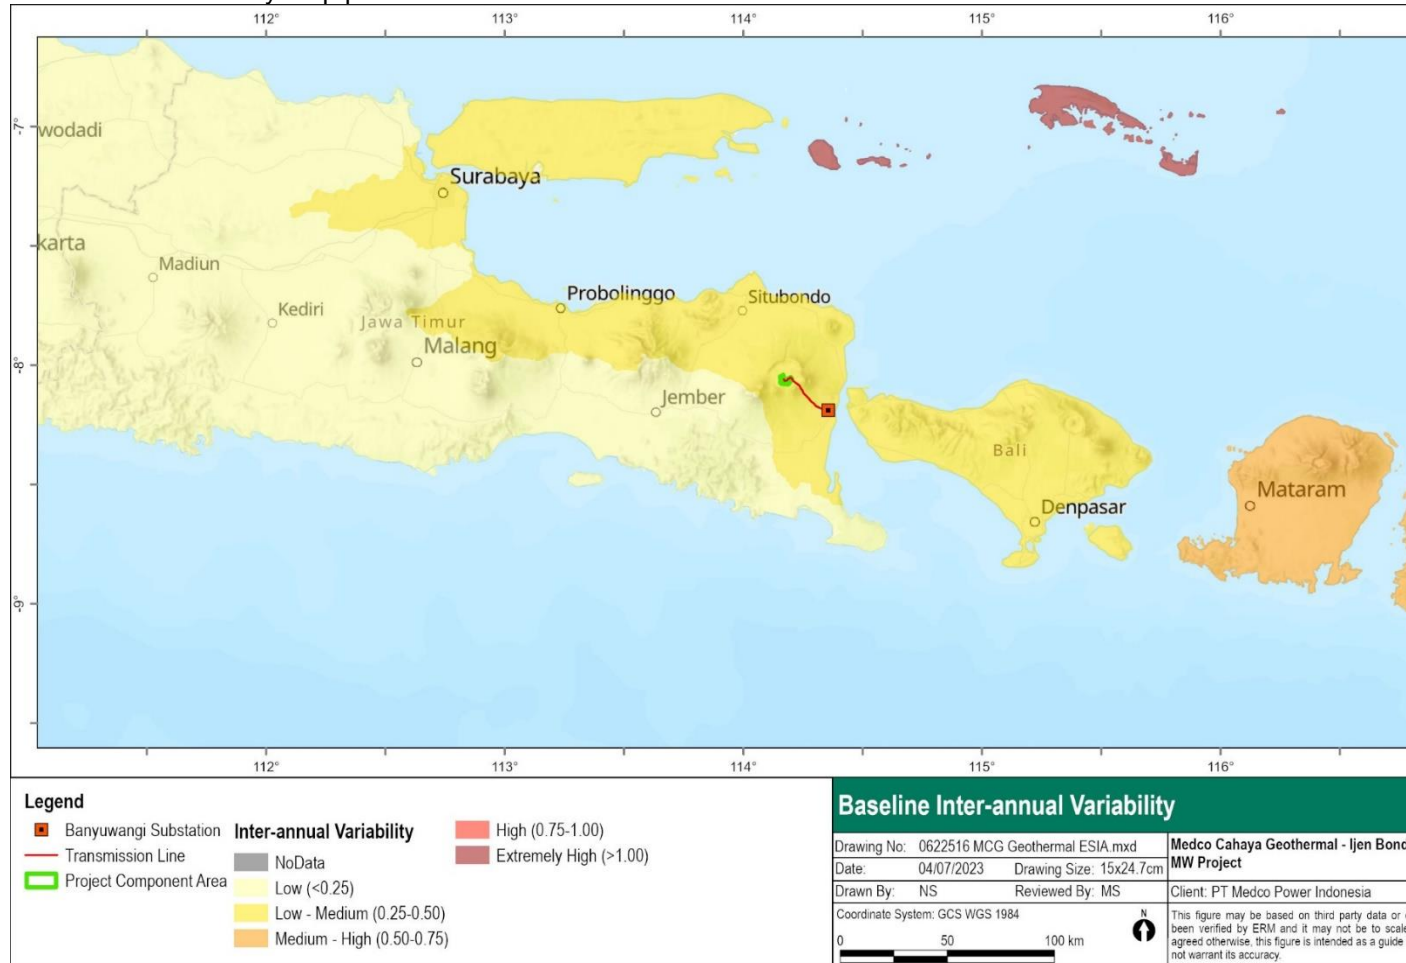 112°
113°
114°
115°
116°
-7°
wodadi
Surabaya
karta
Madiun
Probolinggo
Situbondo
Kediri
Jawa Timur
Malang
-8°
Jember
Bali
Mataram
Denpasar
-9°
112°
113°
114°
115°
116°
Legend
Banyuwangi Substation
Transmission Line
Project Component Area
Inter-annual Variability
NoData
Low (<0.25)
Low - Medium (0.25-0.50)
Medium - High (0.50-0.75)
High (0.75-1.00)
Extremely High (>1.00)
Baseline Inter-annual Variability
Drawing No: 0622516 MCG Geothermal ESIA.mxd
Date: 04/07/2023 Drawing Size: 15x24.7cm
Drawn By: NS Reviewed By: MS
Coordinate System: GCS WGS 1984
N
0 50 100 km
Medco Cahaya Geothermal - Ijen Bond
MW Project
Client: PT Medco Power Indonesia
This figure may be based on third party data or
been verified by ERM and it may not be to scale
agreed otherwise, this figure is intended as a guide
not warrant its accuracy.